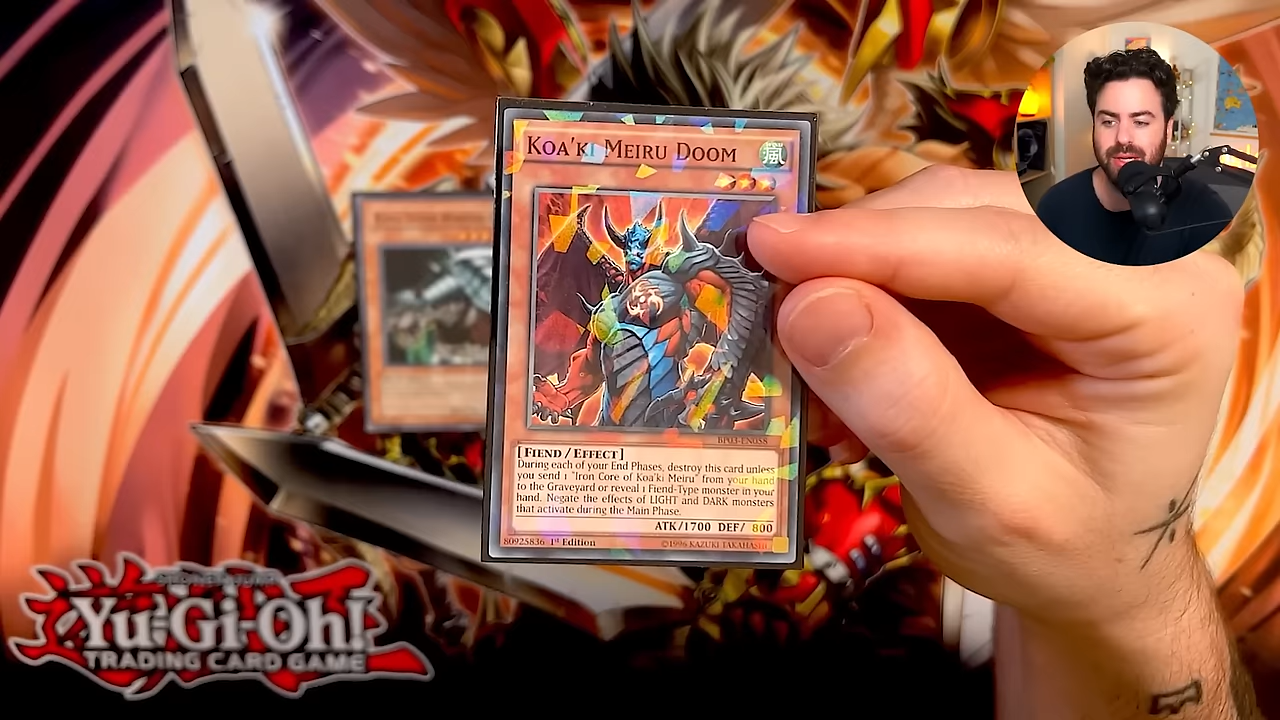 KOA'KI MEIRU DOOM
風
BP03-EN058
[FIEND/EFFECT]
During each of your End Phases, destroy this card unless
you send 1 "Iron Core of Koa'ki Meiru" from your hand
to the Graveyard or reveal 1 Fiend-Type monster in your
hand. Negate the effects of LIGHT and DARK monsters
that activate during the Main Phase.
ATK/1700 DEF/ 800
80925836 1st Edition
©1996 KAZUKI TAKAHASHI
Yu-Gi-Oh!
TRADING CARD GAME